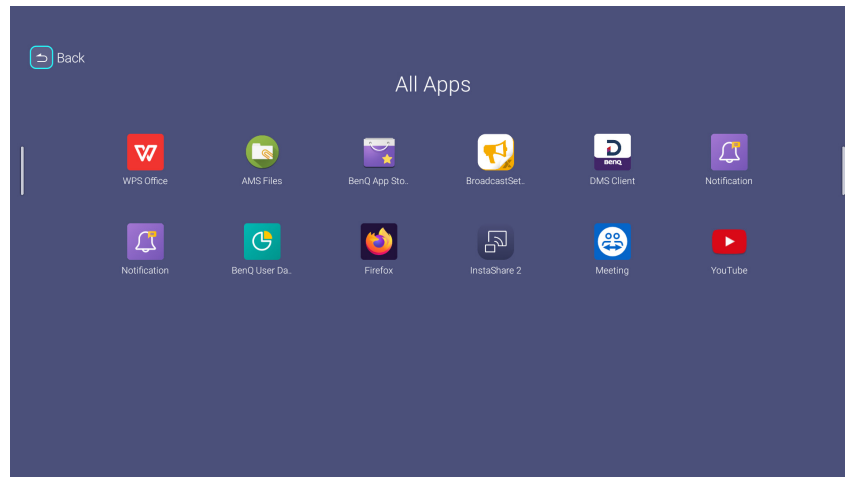 Back
All Apps
WPS Office
AMS Files
BenQ App Sto..
BroadcastSet..
BenQ
DMS Client
Notification
Notification
BenQ User Da..
Firefox
InstaShare 2
Meeting
YouTube